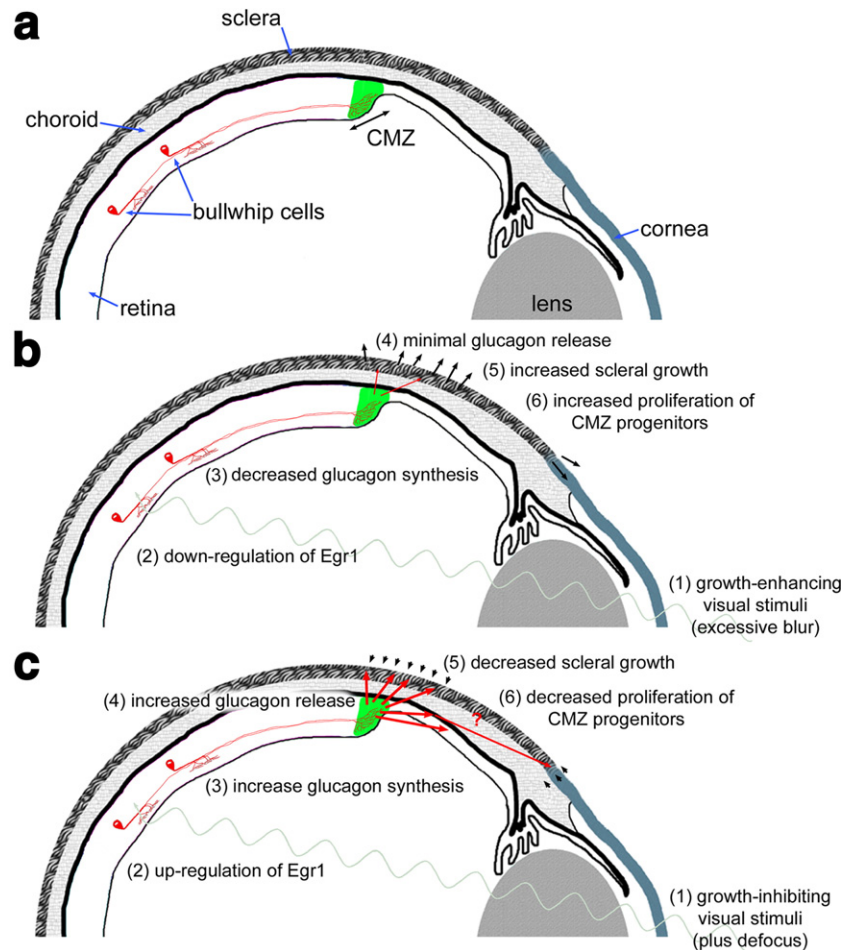 a
sclera
choroid
CMZ
bullwhip cells
cornea
retina
lens
b
(4) minimal glucagon release
(5) increased scleral growth
(6) increased proliferation of
CMZ progenitors
(3) decreased glucagon synthesis
(2) down-regulation of Egr1
(1) growth-enhancing
visual stimuli
(excessive blur)
c
(5) decreased scleral growth
(4) increased glucagon release
(6) decreased proliferation of
CMZ progenitors
?
(3) increase glucagon synthesis
(2) up-regulation of Egr1
(1) growth-inhibiting
visual stimuli
(plus defocus)